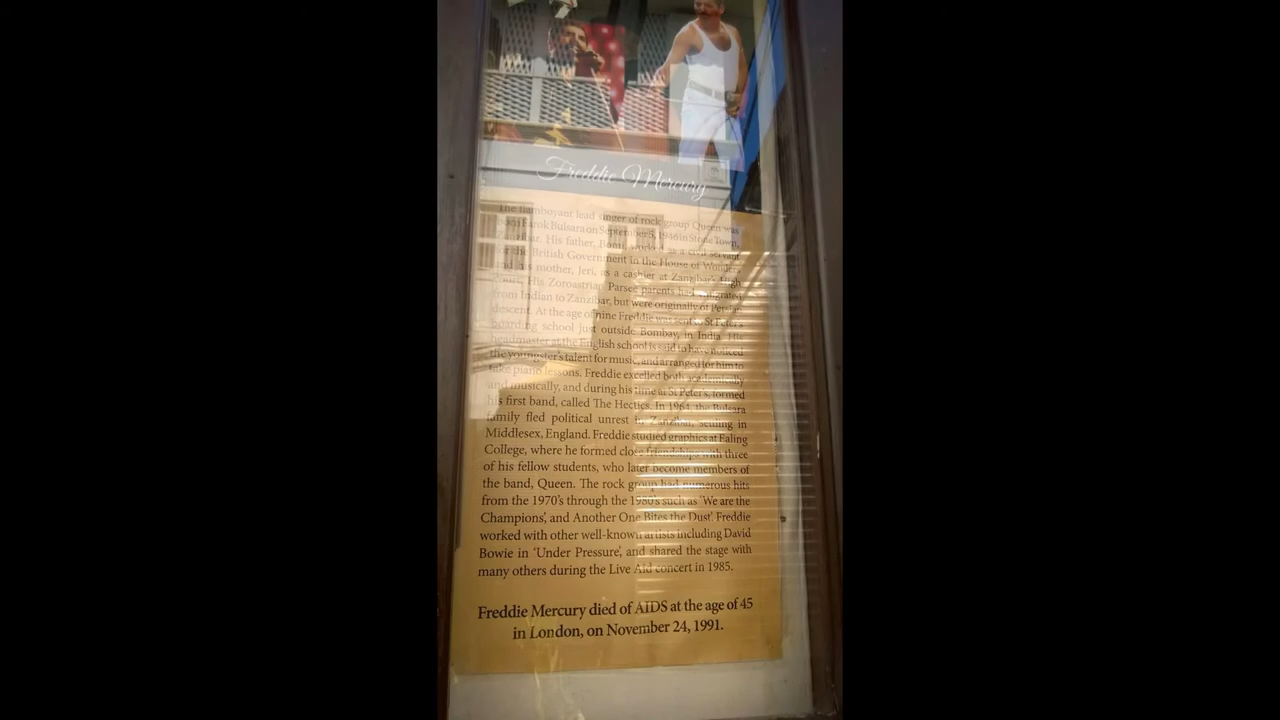 Freddie Mercury
The flamboyant lead singer of rock group Queen was
born Farok Bulsara on September 5, 1946 in Stone Town,
Zanzibar. His father, Bomi, worked as a civil servant
for the British Government in the House of Wonders
and his mother, Jeri, as a cashier at Zanzibar's High
Court. His Zoroastrian Parsee parents had emigrated
from Indian to Zanzibar, but were originally of Persian
descent. At the age of nine Freddie was sent to St Peter's
boarding school just outside Bombay, in India. His
headmaster at the English school is said to have noticed
the youngster's talent for music, and arranged for him to
take piano lessons. Freddie excelled both academically
and musically, and during his time at St Peter's, formed
his first band, called The Hectics. In 1964, the Bulsara
family fled political unrest in Zanzibar, settling in
Middlesex, England. Freddie studied graphics at Ealing
College, where he formed close friendships with three
of his fellow students, who later become members of
the band, Queen. The rock group had numerous hits
from the 1970's through the 1980's such as 'We are the
Champions', and Another One Bites the Dust'. Freddie
worked with other well-known artists including David
Bowie in 'Under Pressure', and shared the stage with
many others during the Live Aid concert in 1985.
Freddie Mercury died of AIDS at the age of 45
in London, on November 24, 1991.